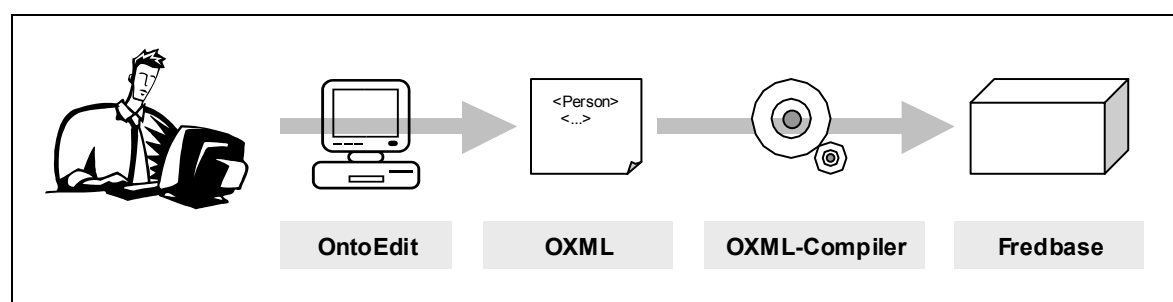 <Person>
<...>
OntoEdit
OXML
OXML-Compiler
Fredbase